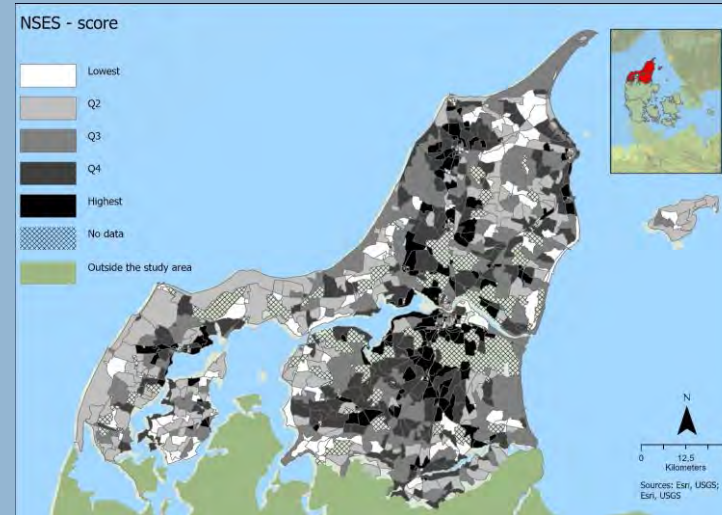 NSES - score
Lowest
Q2
Q3
Q4
Highest
No data
Outside the study area
N
0 12,5
Kilometers
Sources: Esri, USGS;
Esri, USGS